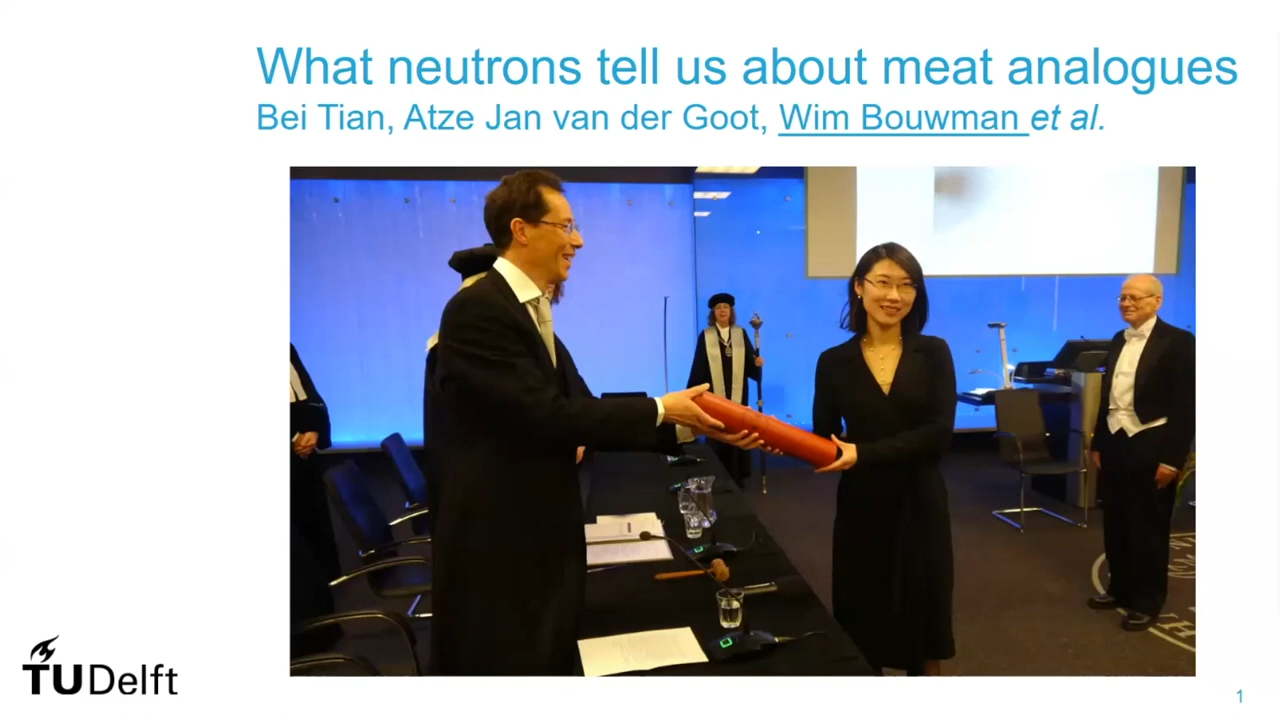 What neutrons tell us about meat analogues
Bei Tian, Atze Jan van der Goot, Wim Bouwman et al.
TUDelft
1